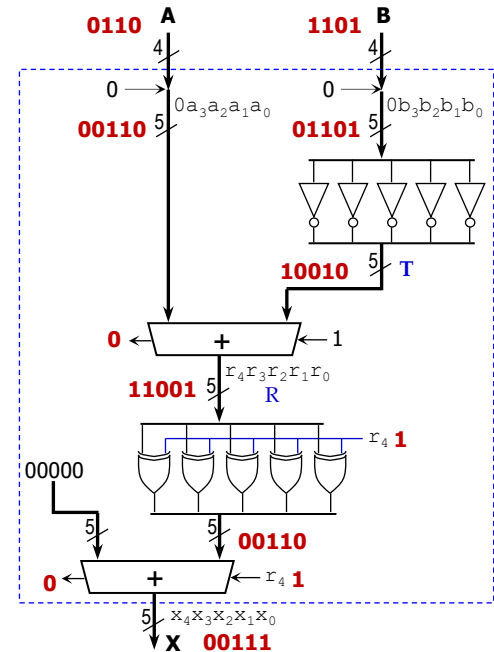 A B
0110 1101
4 4
0 0
0a₃a₂a₁a₀ 0b₃b₂b₁b₀
00110 5 01101 5
10010 5 T
0 + 1
r₄r₃r₂r₁r₀
11001 5 R
r₄ 1
00000
5 5
00110
0 + r₄ 1
5 x₄x₃x₂x₁x₀
X 00111